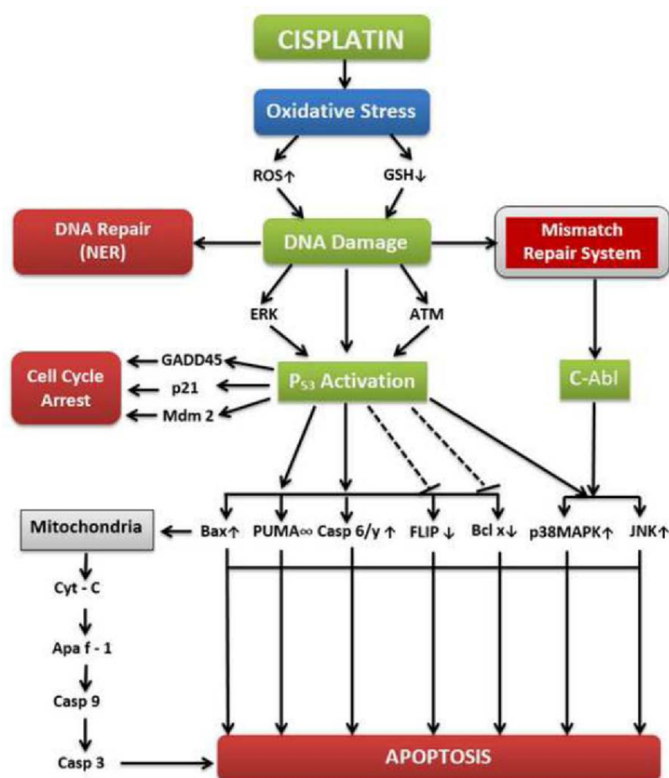 CISPLATIN
Oxidative Stress
ROS↑
GSH↓
DNA Repair
(NER)
DNA Damage
Mismatch
Repair System
ERK
ATM
Cell Cycle
Arrest
GADD45
p21
Mdm 2
P53 Activation
C-Abl
Mitochondria
Bax↑
PUMA∞
Casp 6/y ↑
FLIP ↓
Bcl x↓
p38MAPK↑
JNK↑
Cyt - C
Apa f - 1
Casp 9
Casp 3
APOPTOSIS